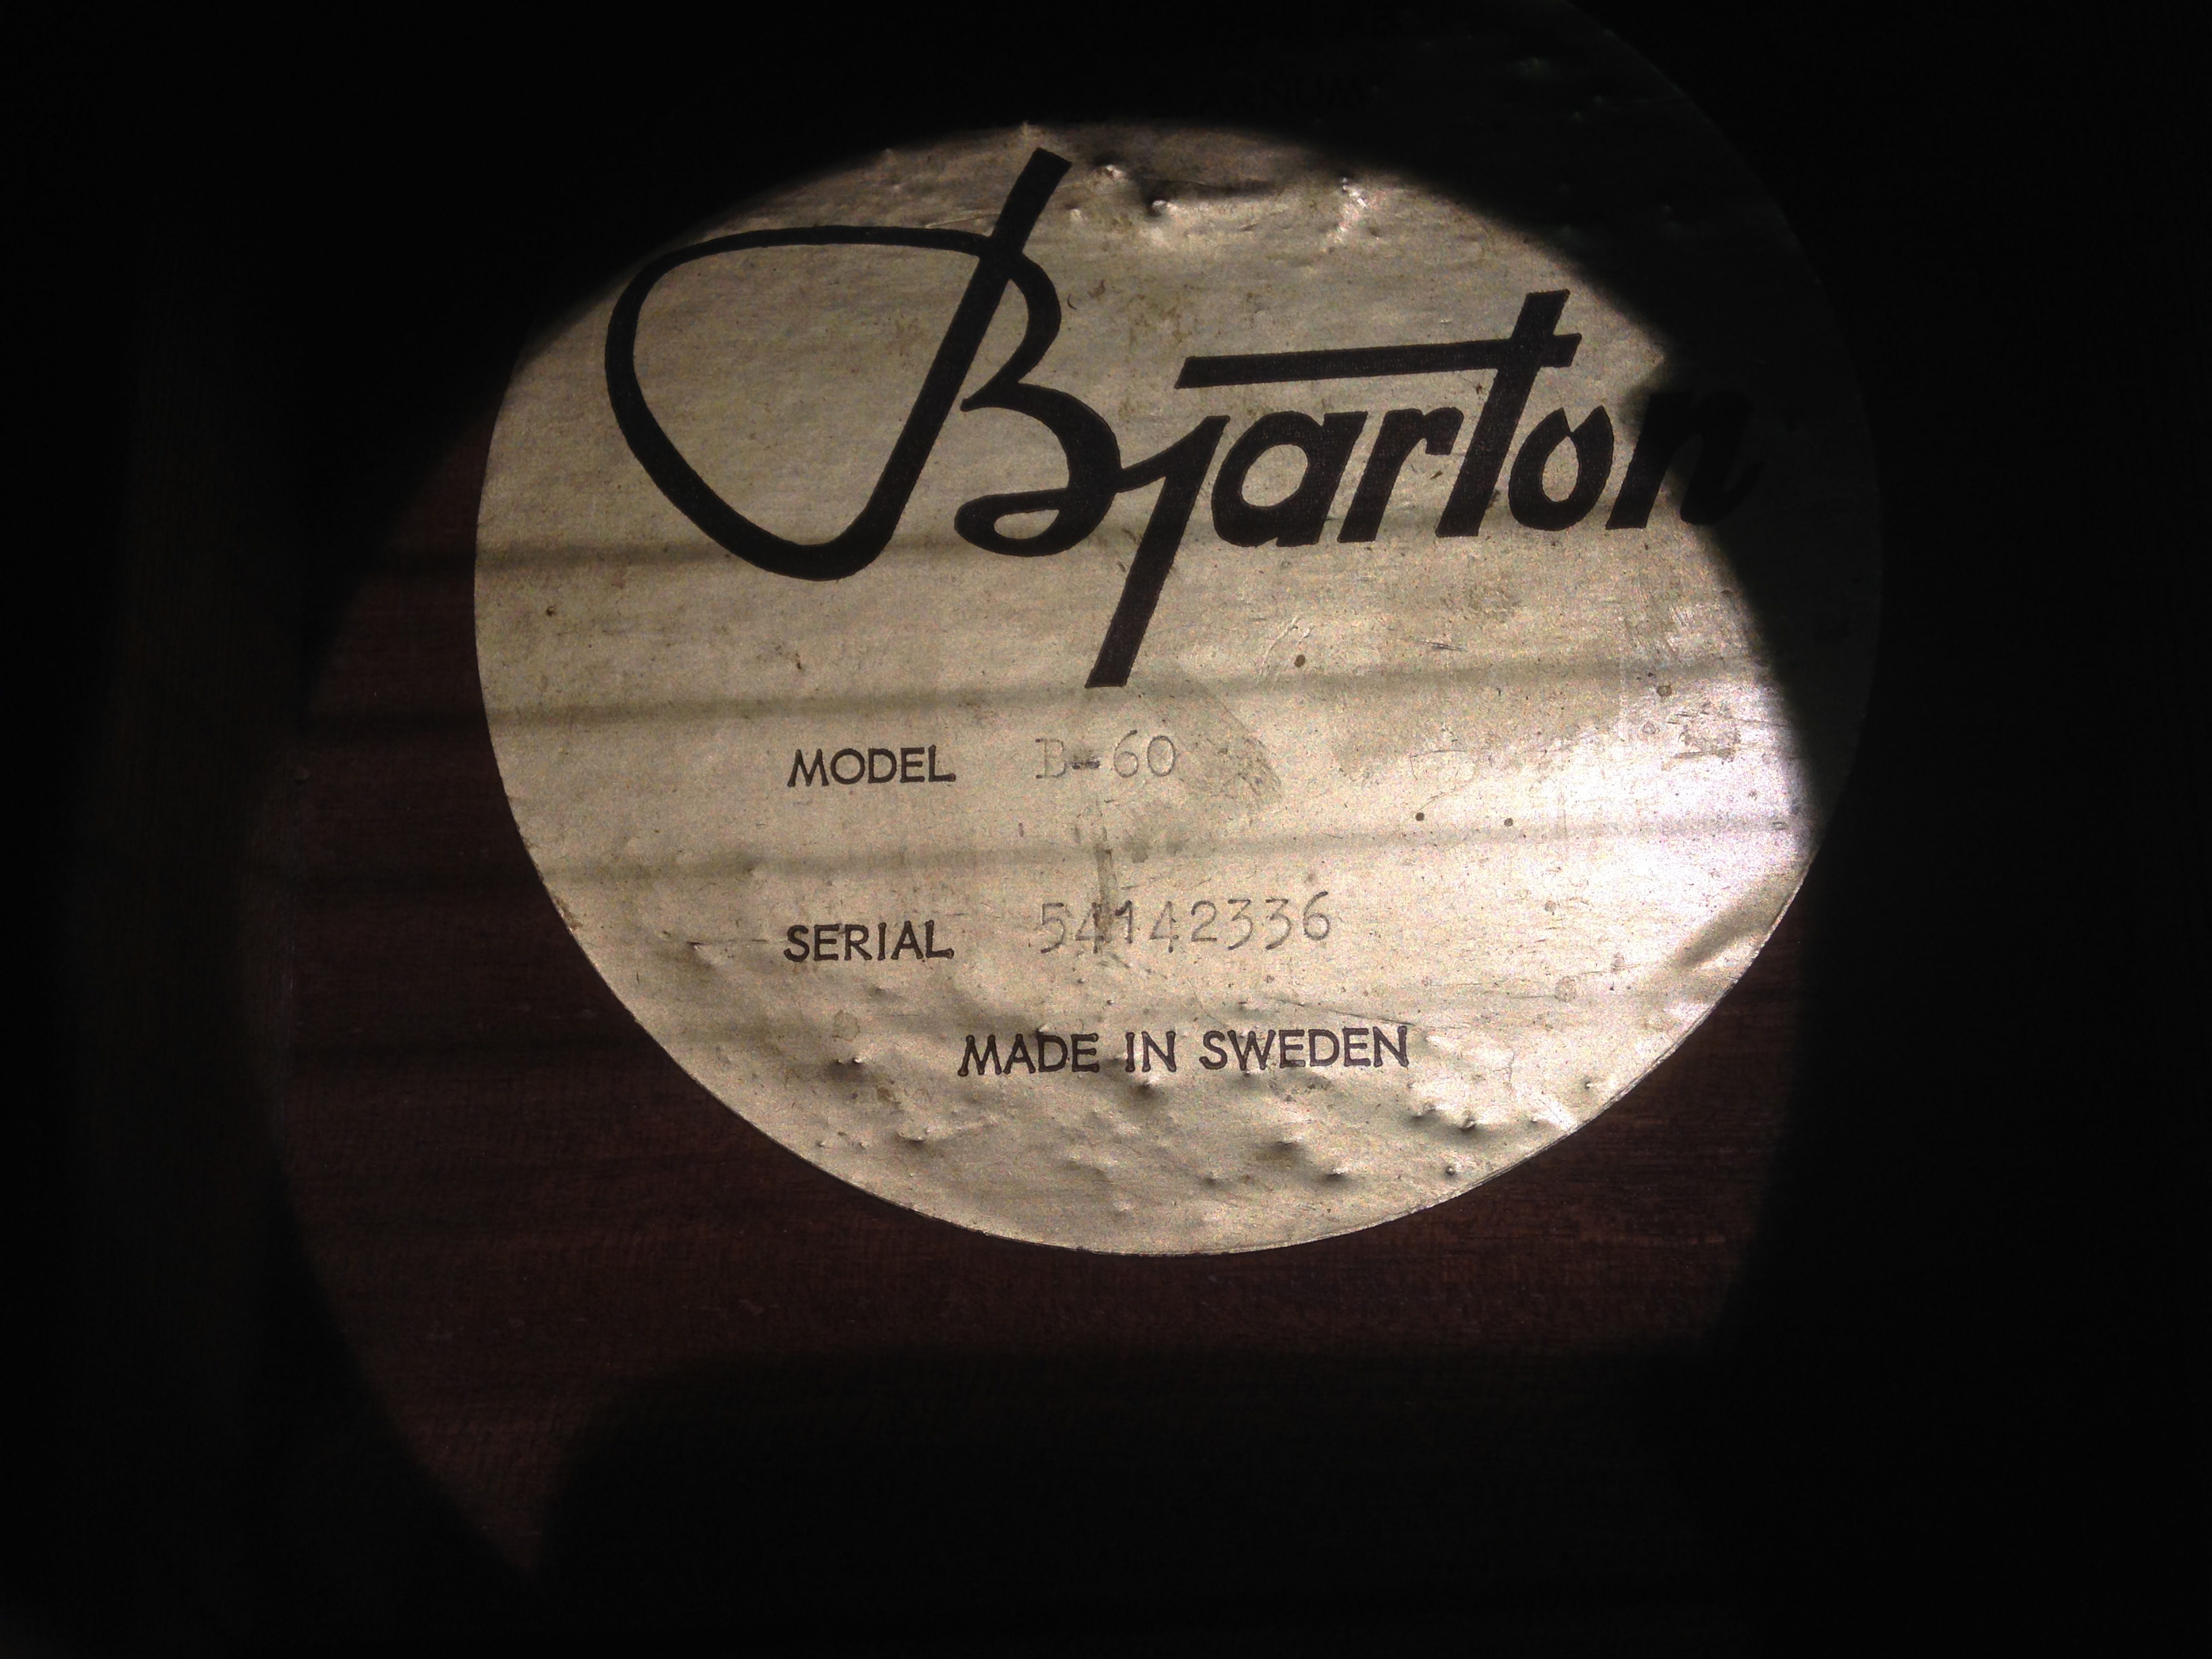 Bjarton
MODEL B-60
SERIAL 54142336
MADE IN SWEDEN